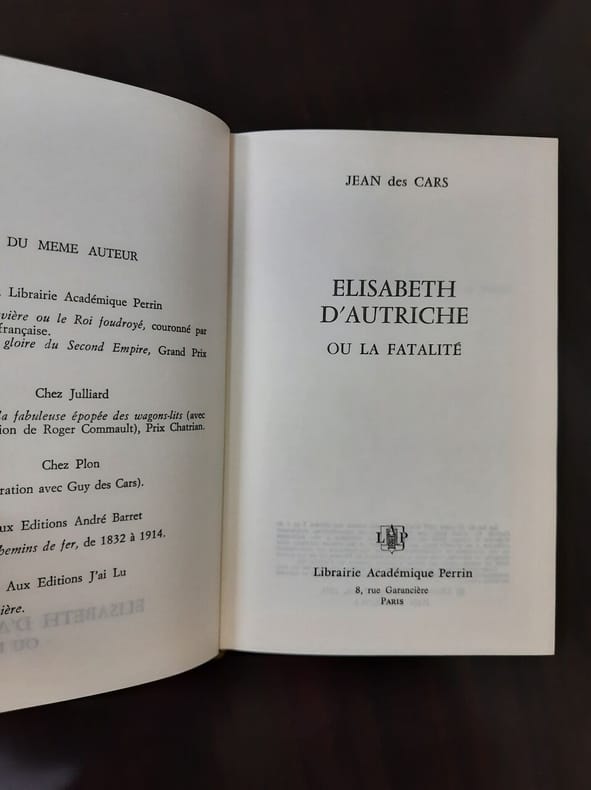 DU MEME AUTEUR
Librairie Académique Perrin
vière ou le Roi foudroyé, couronné par
française.
gloire du Second Empire, Grand Prix
Chez Julliard
la fabuleuse épopée des wagons-lits (avec
ion de Roger Commault), Prix Chatrian.
Chez Plon
ration avec Guy des Cars).
ux Editions André Barret
hemins de fer, de 1832 à 1914.
Aux Editions J'ai Lu
ière.
JEAN des CARS
ELISABETH
D'AUTRICHE
OU LA FATALITÉ
L P
Librairie Académique Perrin
8, rue Garancière
PARIS